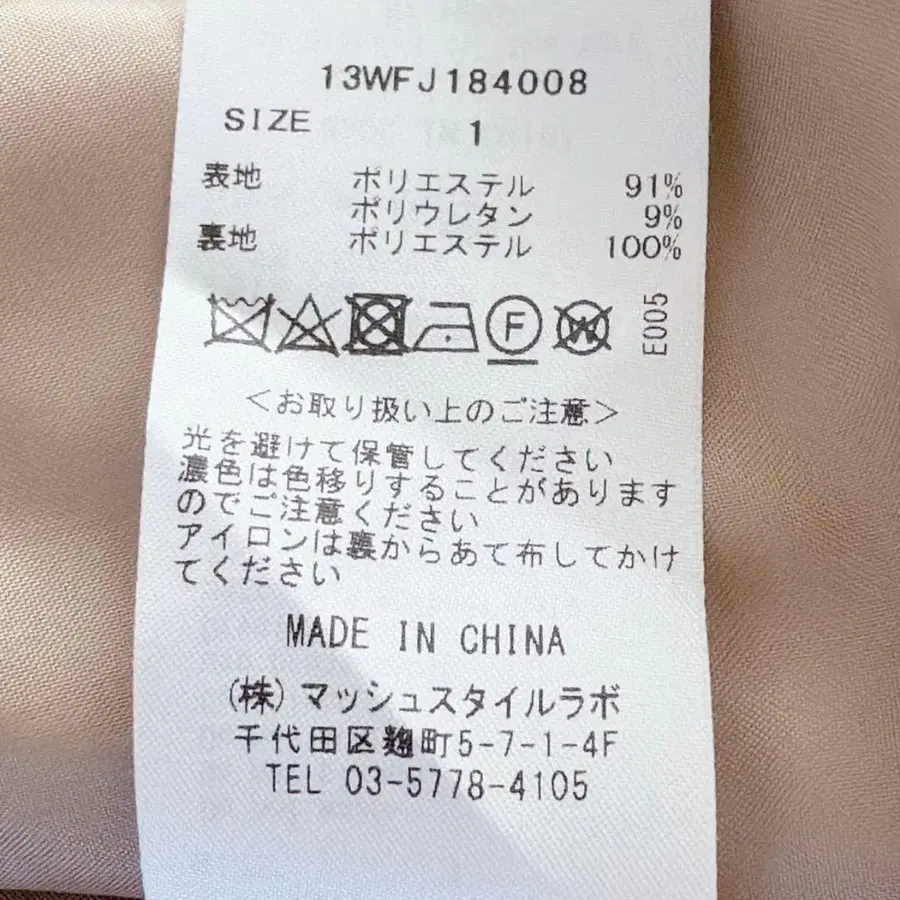 13WFJ184008
SIZE 1
表地 ポリエステル 91%
ポリウレタン 9%
裏地 ポリエステル 100%
F W E005
<お取り扱い上のご注意>
光を避けて保管してください
濃色は色移りすることがあります
のでご注意ください
アイロンは裏からあて布してかけ
てください
MADE IN CHINA
(株)マッシュスタイルラボ
千代田区麹町5-7-1-4F
TEL 03-5778-4105